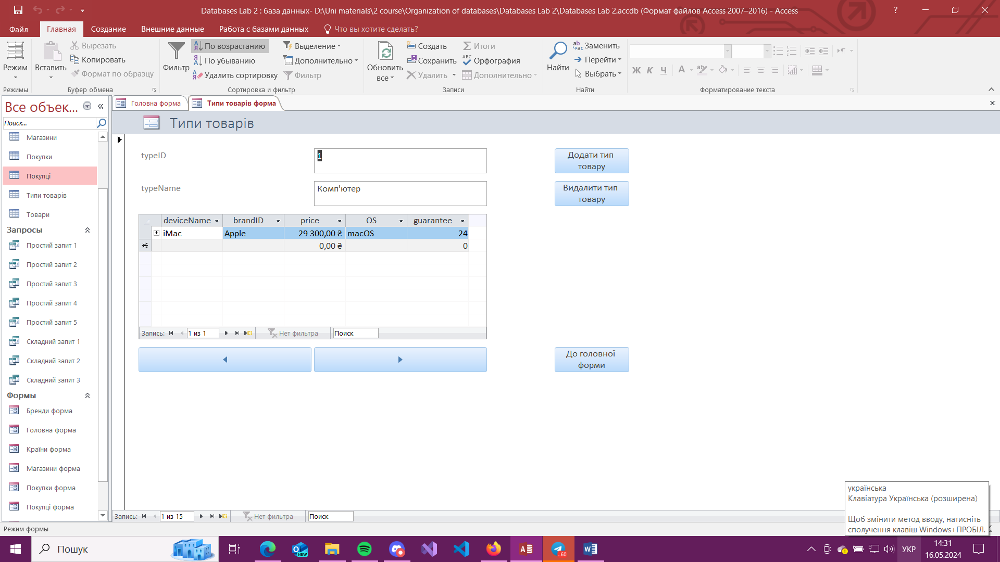 Databases Lab 2 : база данных- D:\Uni materials\2 course\Organization of databases\Databases Lab 2\Databases Lab 2.accdb (Формат файлов Access 2007–2016) - Access
?
Файл
Главная
Создание
Внешние данные
Работа с базами данных
Что вы хотите сделать?
Режим
Режимы
Вставить
Вырезать
Копировать
Формат по образцу
Буфер обмена
Фильтр
По возрастанию
По убыванию
Удалить сортировку
Выделение
Дополнительно
Фильтр
Сортировка и фильтр
Обновить
все
Создать
Сохранить
Удалить
Итоги
Орфография
Дополнительно
Записи
Найти
Заменить
Перейти
Выбрать
Найти
Ж К Ч
Форматирование текста
Все объек...
Поиск...
Магазини
Покупки
Покупці
Типи товарів
Товари
Запросы
Простий запит 1
Простий запит 2
Простий запит 3
Простий запит 4
Простий запит 5
Складний запит 1
Складний запит 2
Складний запит 3
Формы
Бренди форма
Головна форма
Країни форма
Магазини форма
Покупки форма
Покупці форма
Головна форма
Типи товарів форма
Типи товарів
typeID
1
Додати тип
товару
typeName
Комп'ютер
Видалити тип
товару
deviceName brandID price OS guarantee
iMac Apple 29 300,00 ₴ macOS 24
0,00 ₴ 0
Запись: 1 из 1 Нет фильтра Поиск
До головної
форми
Запись: 1 из 15 Нет фильтра Поиск
Режим формы
українська
Клавіатура Українська (розширена)
Щоб змінити метод вводу, натисніть
сполучення клавіш Windows+ПРОБІЛ.
Пошук
NEW
..60
УКР
14:31
16.05.2024